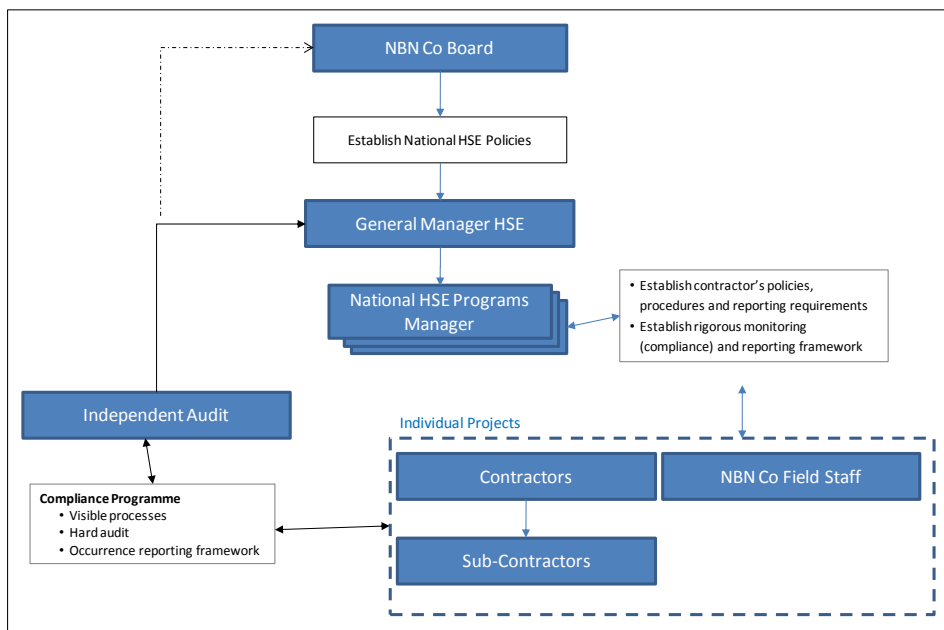 NBN Co Board
Establish National HSE Policies
General Manager HSE
National HSE Programs
Manager
• Establish contractor's policies,
procedures and reporting requirements
• Establish rigorous monitoring
(compliance) and reporting framework
Independent Audit
Individual Projects
Contractors
NBN Co Field Staff
Sub-Contractors
Compliance Programme
• Visible processes
• Hard audit
• Occurrence reporting framework